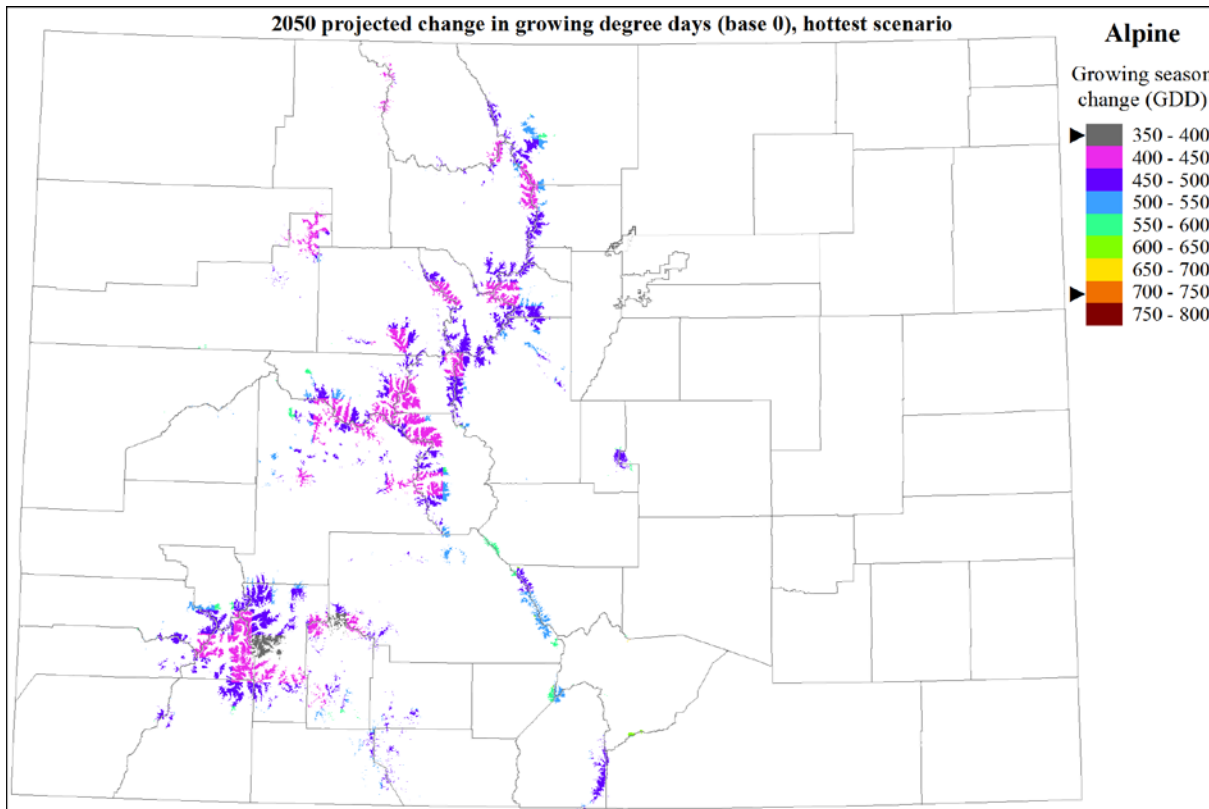 2050 projected change in growing degree days (base 0), hottest scenario
Alpine
Growing season
change (GDD)
350 - 400
400 - 450
450 - 500
500 - 550
550 - 600
600 - 650
650 - 700
700 - 750
750 - 800